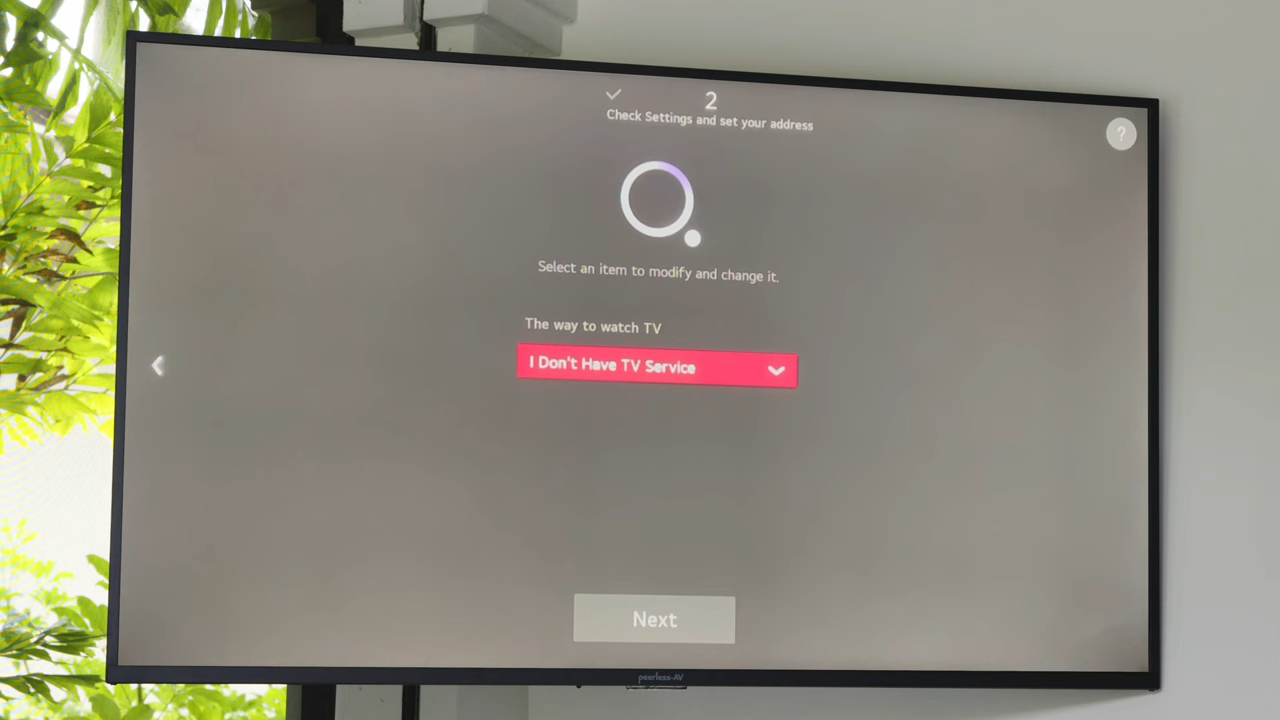 2
Check Settings and set your address
?
Select an item to modify and change it.
The way to watch TV
I Don't Have TV Service
Next
peerless-AV